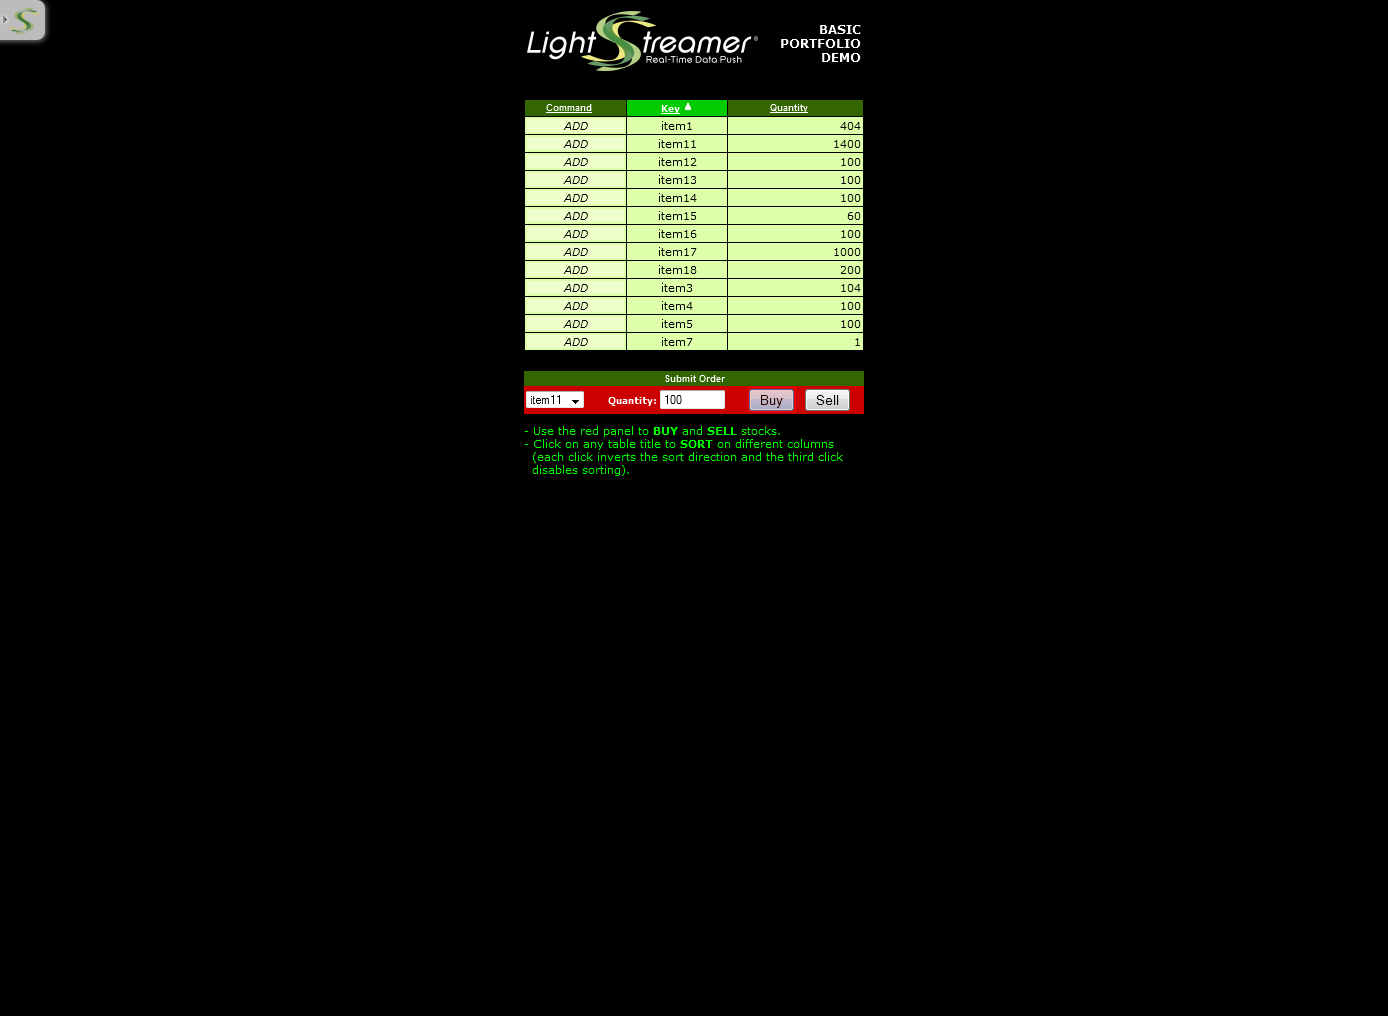 LightStreamer®
Real-Time Data Push
BASIC
PORTFOLIO
DEMO
Command Key Quantity
ADD item1 404
ADD item11 1400
ADD item12 100
ADD item13 100
ADD item14 100
ADD item15 60
ADD item16 100
ADD item17 1000
ADD item18 200
ADD item3 104
ADD item4 100
ADD item5 100
ADD item7 1
Submit Order
item11 Quantity: 100 Buy Sell
- Use the red panel to BUY and SELL stocks.
- Click on any table title to SORT on different columns
(each click inverts the sort direction and the third click
disables sorting).